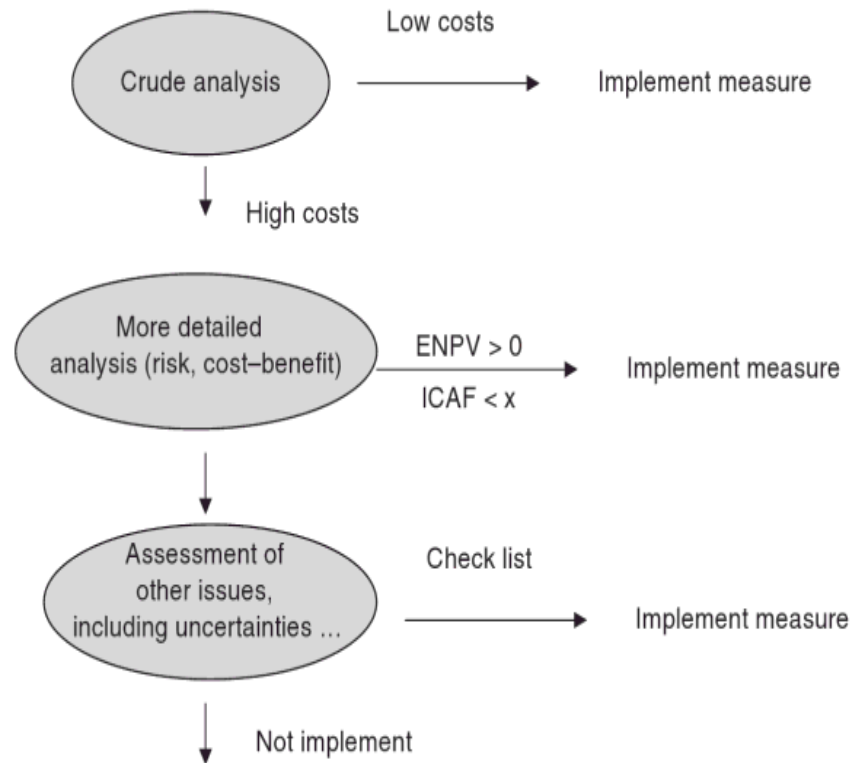 Low costs
Crude analysis
Implement measure
High costs
More detailed
analysis (risk, cost–benefit)
ENPV > 0
ICAF < x
Implement measure
Assessment of
other issues,
including uncertainties ...
Check list
Implement measure
Not implement